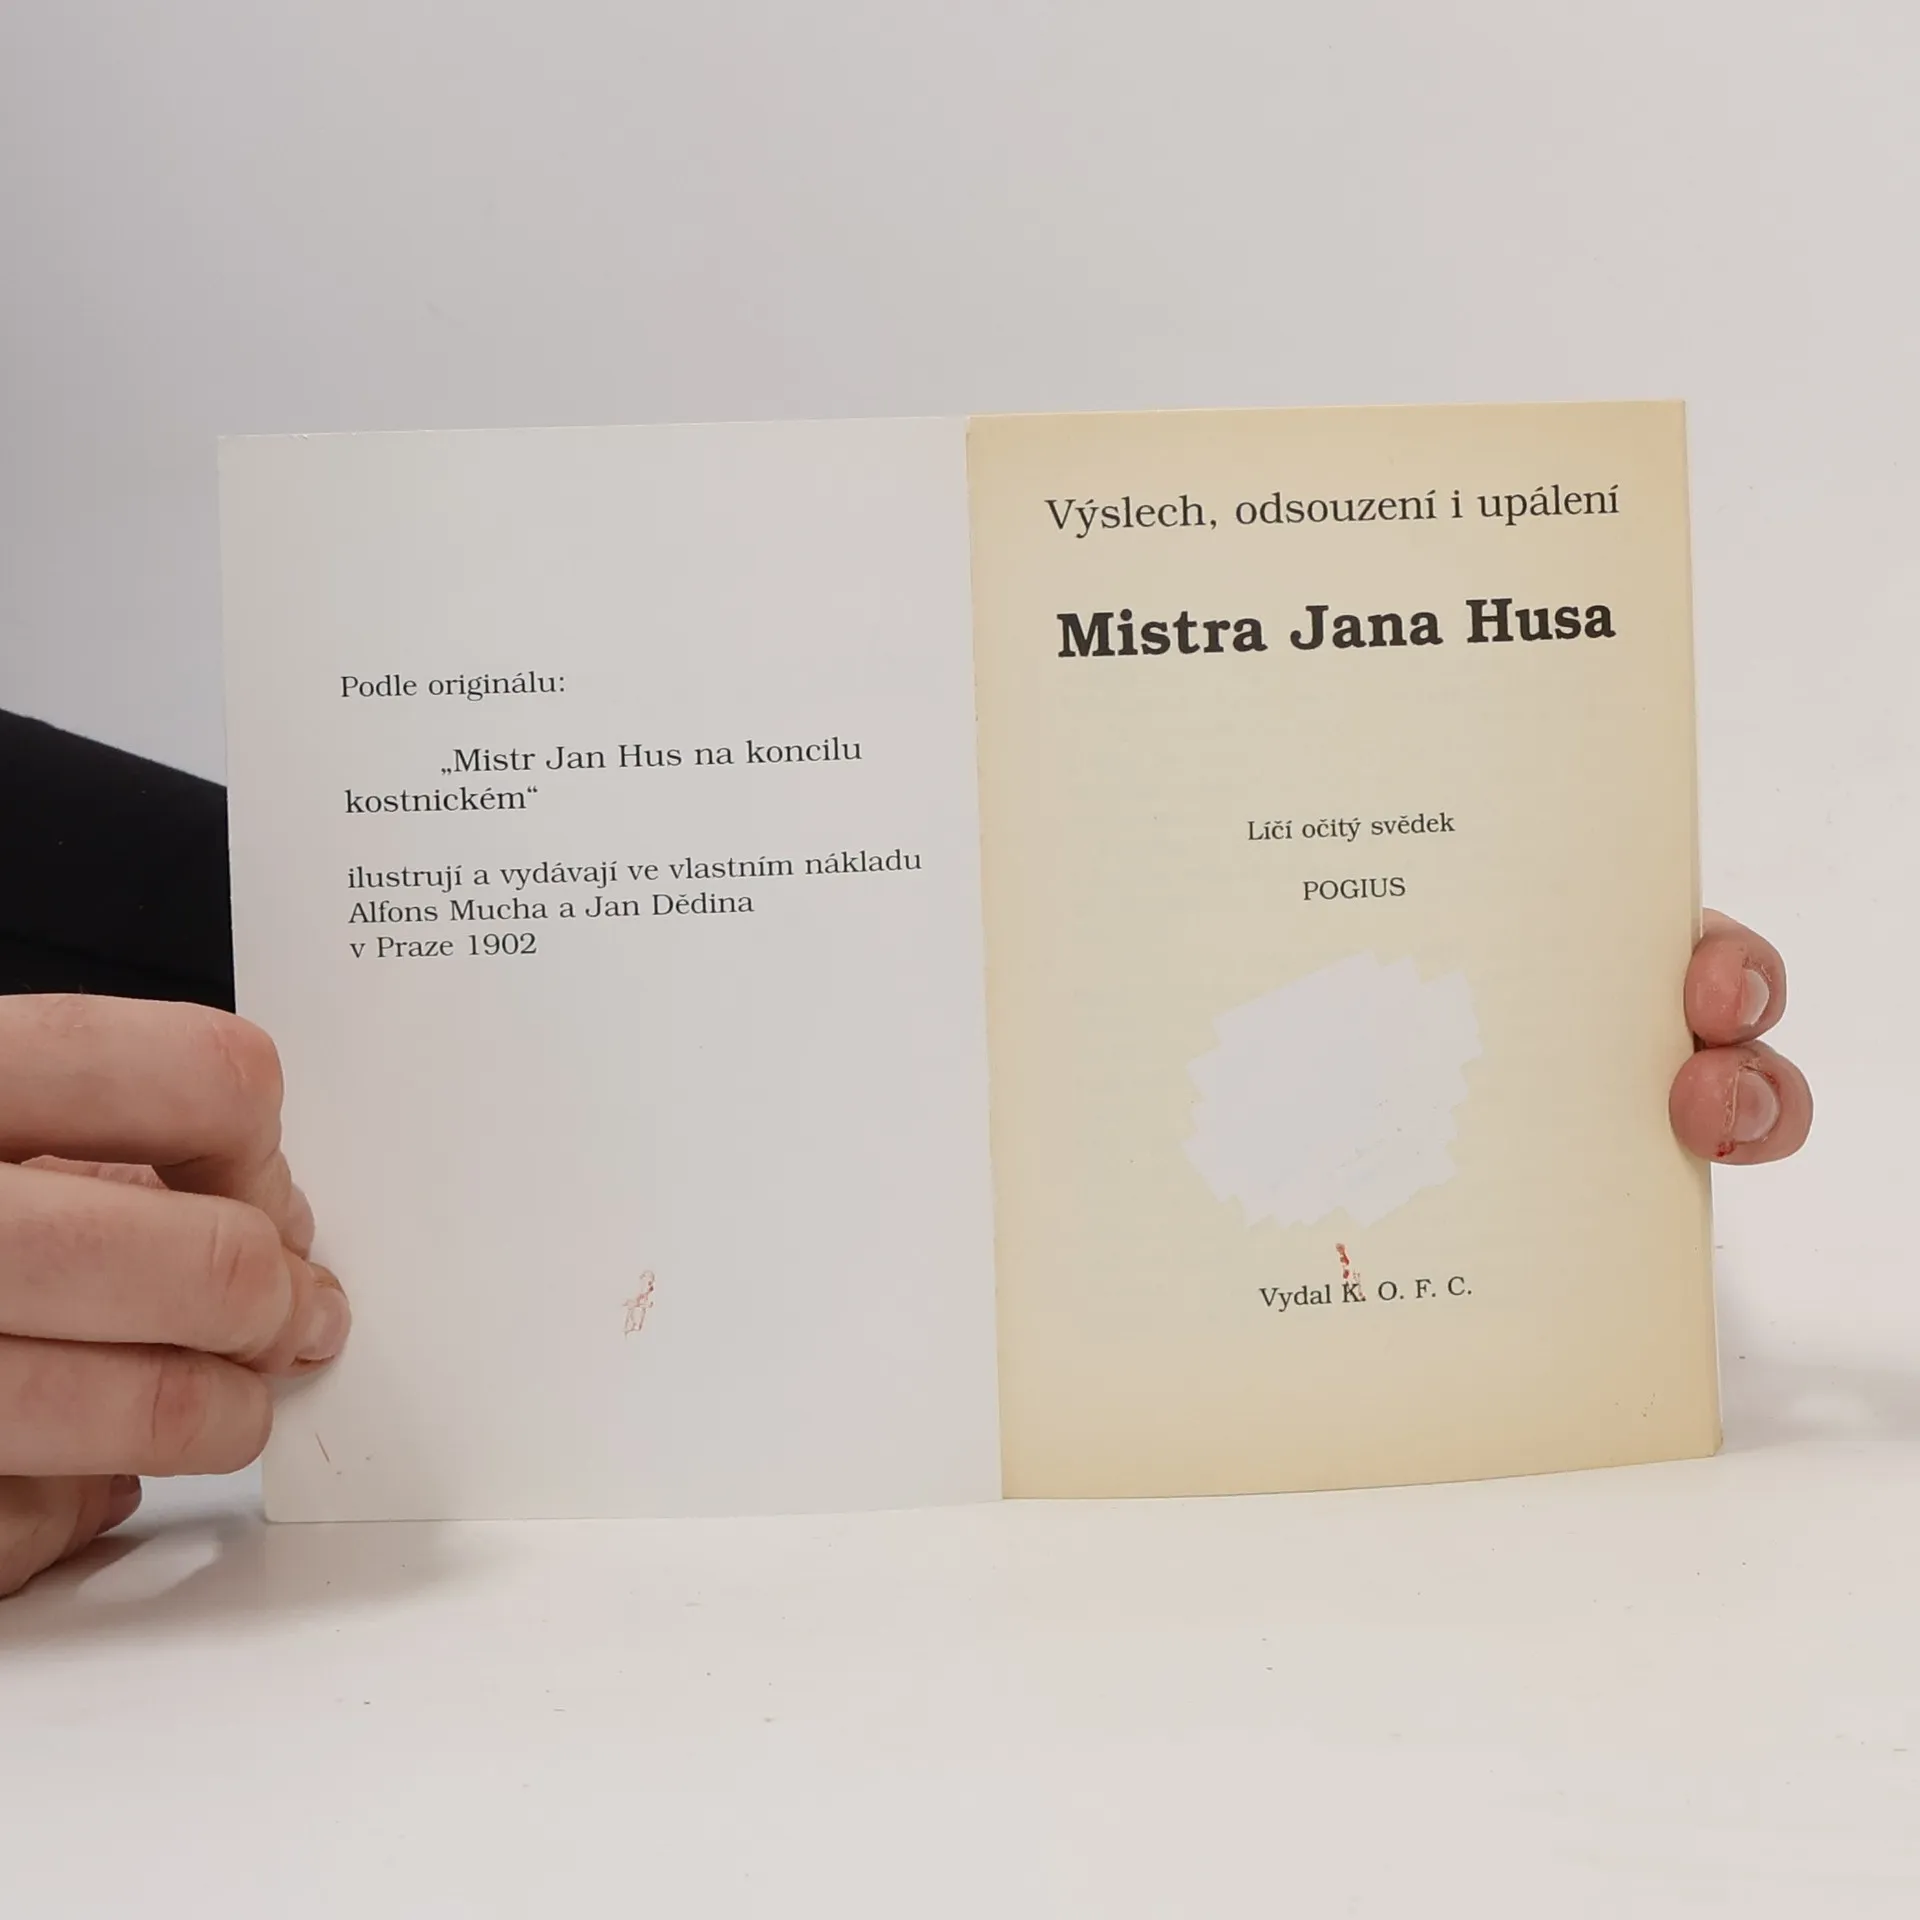 Podle originálu:
„Mistr Jan Hus na koncilu
kostnickém“
ilustrují a vydávají ve vlastním nákladu
Alfons Mucha a Jan Dědina
v Praze 1902
Výslech, odsouzení i upálení
Mistra Jana Husa
Líčí očitý svědek
POGIUS
Vydal K. O. F. C.